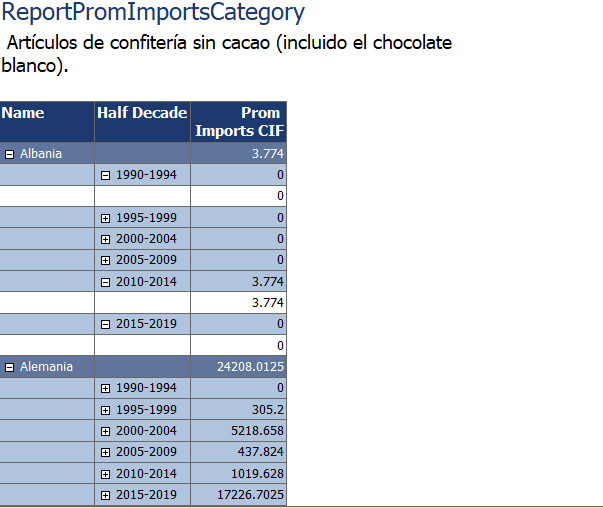 ReportPromImportsCategory
Artículos de confitería sin cacao (incluido el chocolate
blanco).
Name Half Decade Prom
Imports CIF
Albania 3.774
1990-1994 0
0
1995-1999 0
2000-2004 0
2005-2009 0
2010-2014 3.774
3.774
2015-2019 0
0
Alemania 24208.0125
1990-1994 0
1995-1999 305.2
2000-2004 5218.658
2005-2009 437.824
2010-2014 1019.628
2015-2019 17226.7025